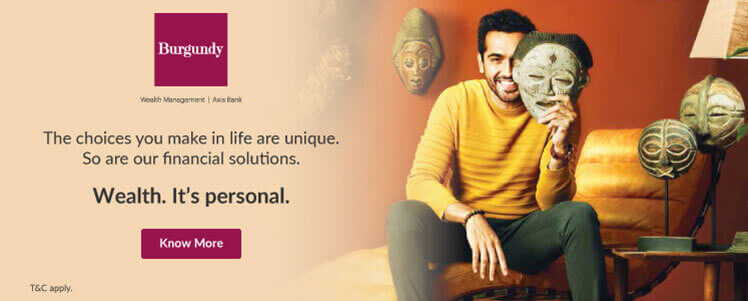 Burgundy
Wealth Management | Axis Bank
The choices you make in life are unique.
So are our financial solutions.
Wealth. It's personal.
Know More
T&C apply.